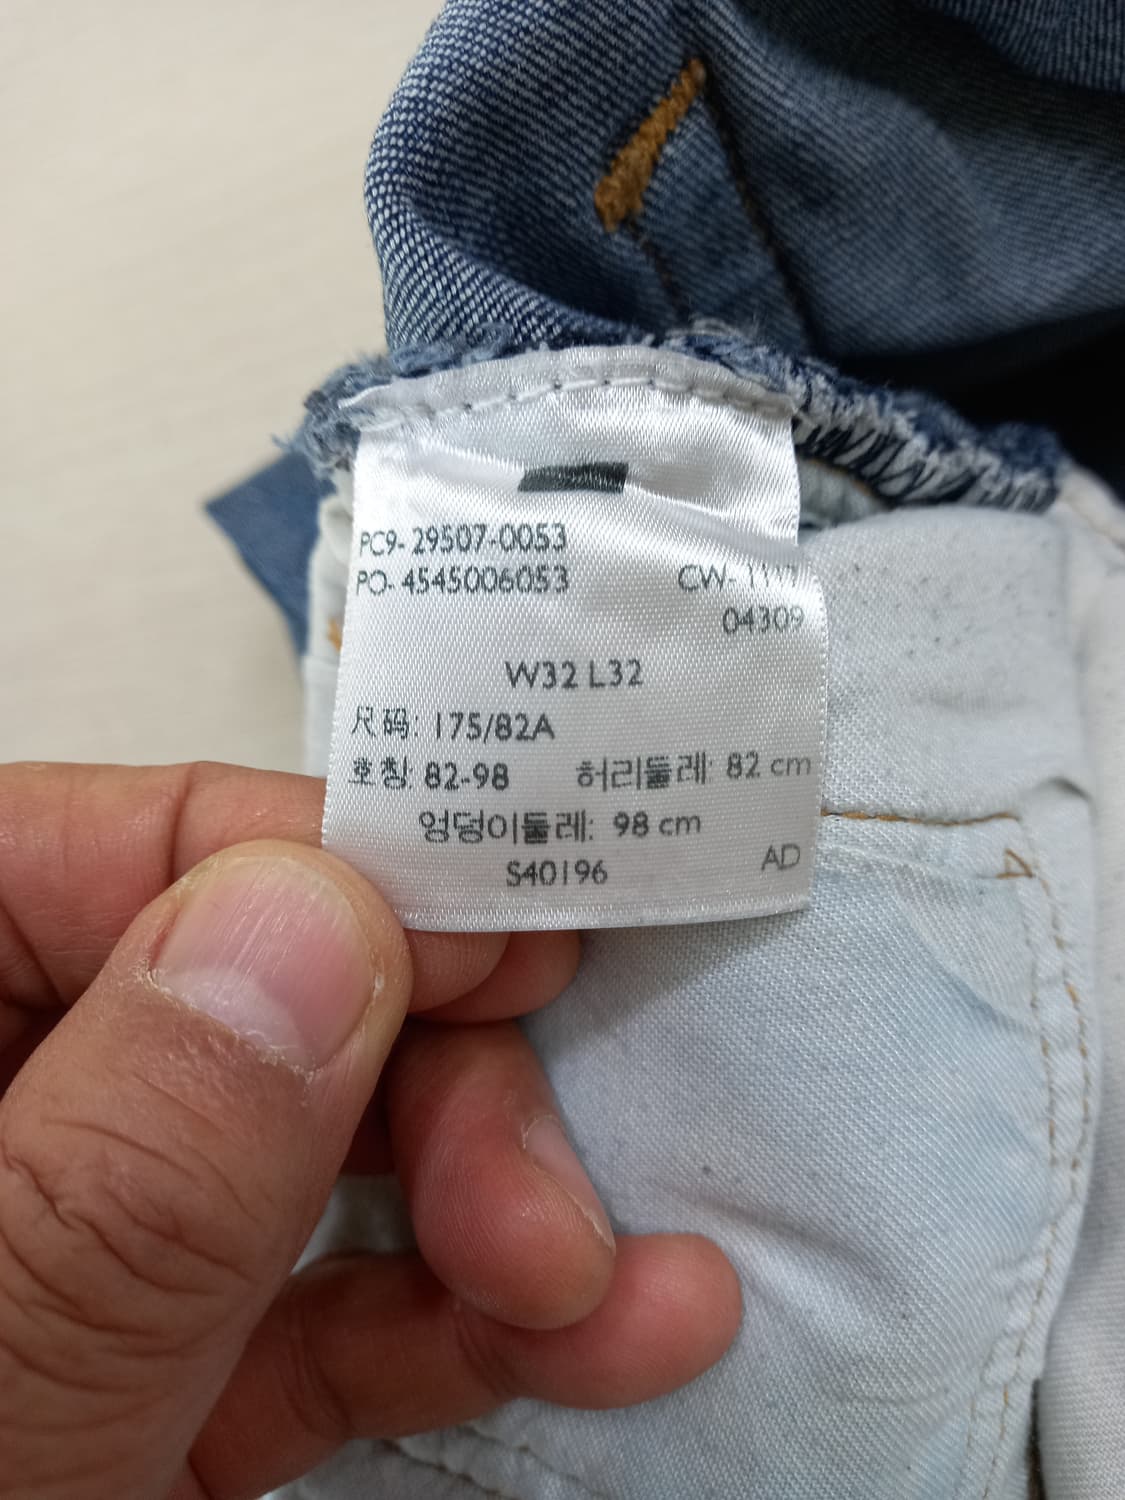 PC9-29507-0053
PO-4545006053 CW-
04309
W32 L32
尺码: 175/82A
호칭: 82-98 허리둘레: 82 cm
엉덩이둘레: 98 cm
S40196 AD